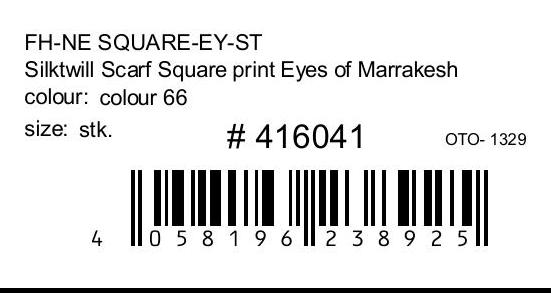 FH-NE SQUARE-EY-ST
Silktwill Scarf Square print Eyes of Marrakesh
colour: colour 66
size: stk.
# 416041
OTO- 1329
4 058196 238925